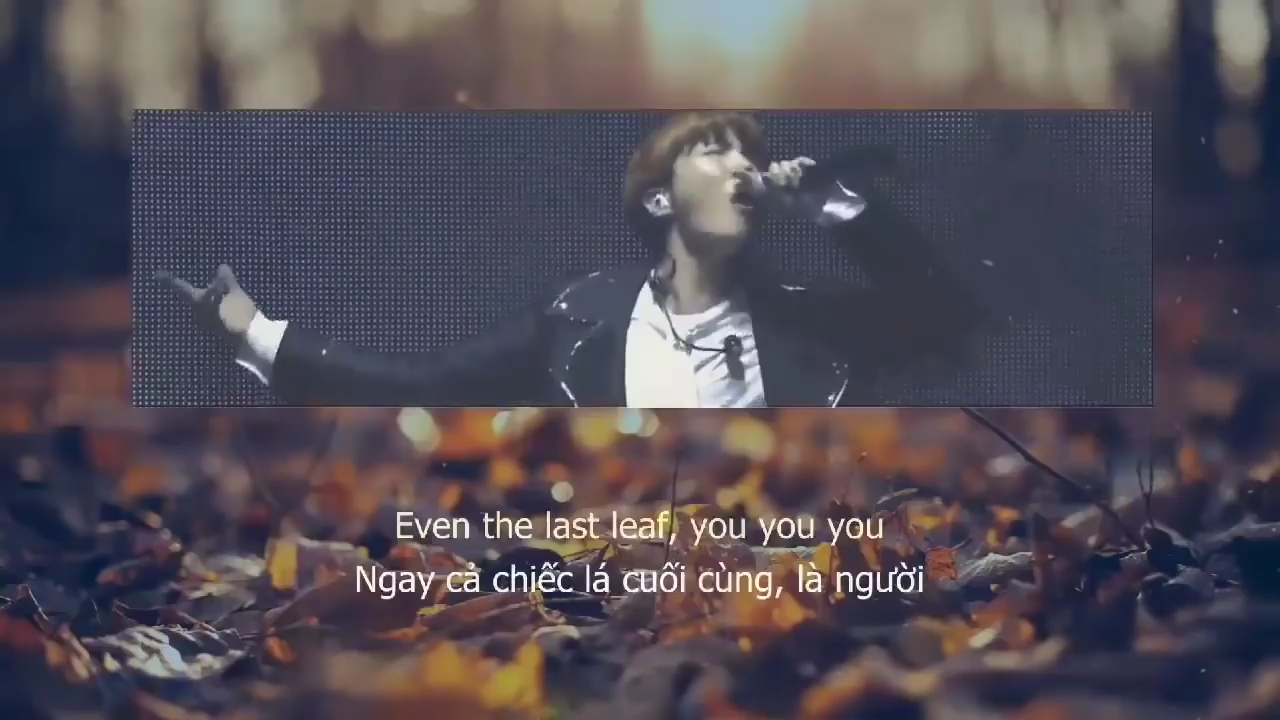 Even the last leaf, you you you
Ngay cả chiếc lá cuối cùng, là người